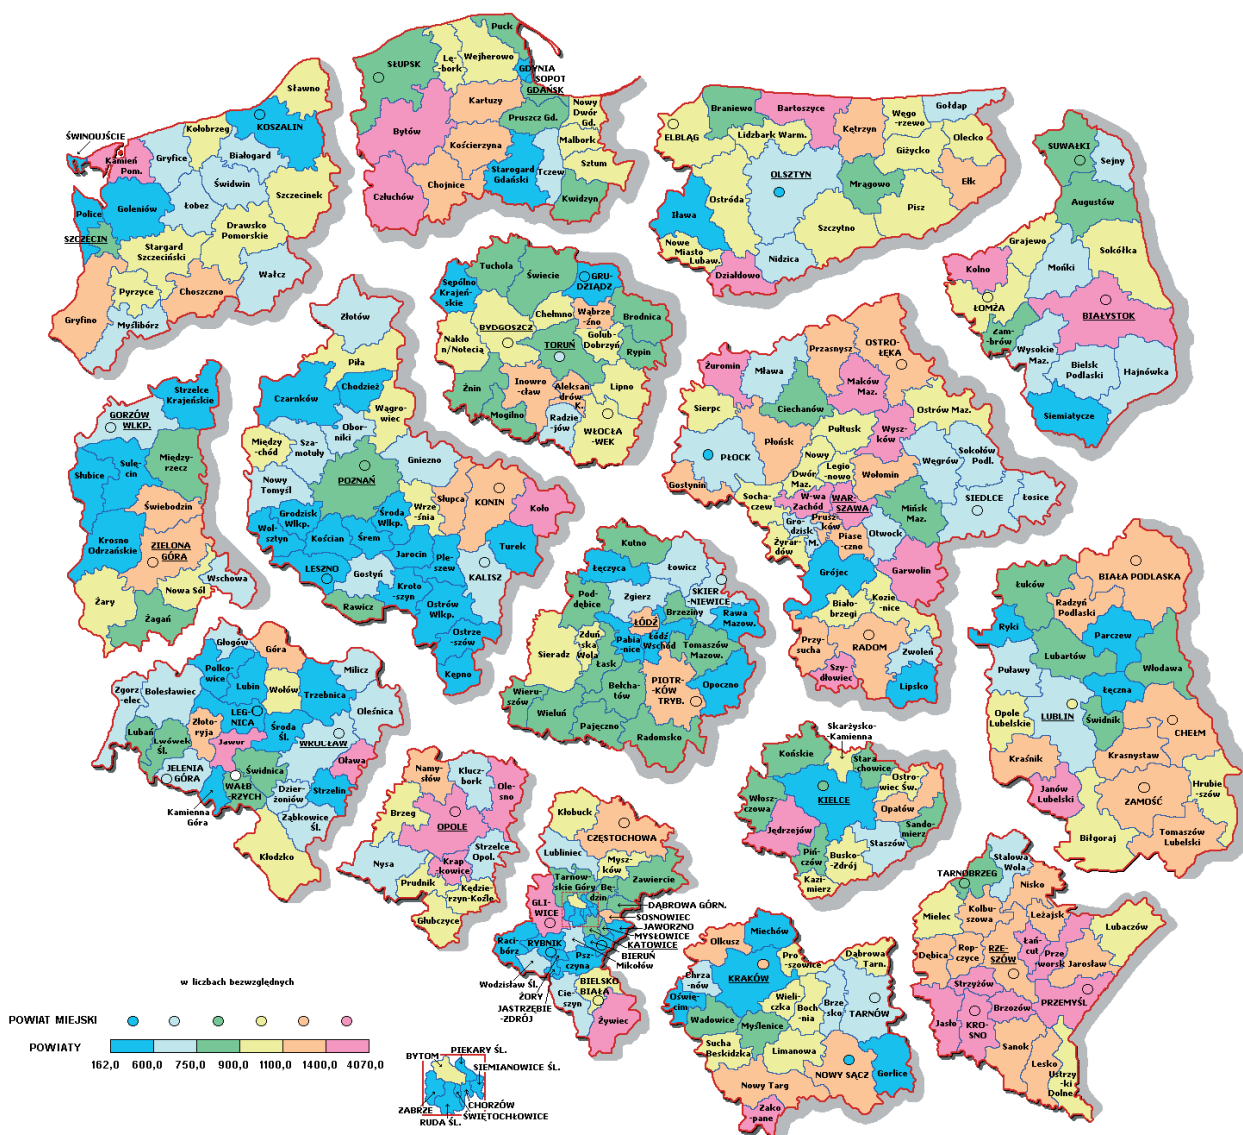 Sławno
KOSZALIN
ŚWINOUJŚCIE
Kołobrzeg
Kamień
Pom.
Gryfice
Białogard
Świdwin
Szczecinek
Police
Goleniów
Łobez
SZCZECIN
Drawsko
Pomorskie
Stargard
Szczeciński
Wałcz
Pyrzyce
Choszczno
Gryfino
Myślibórz
Puck
SŁUPSK
Lę-
-bork
Wejherowo
GDYNIA
SOPOT
GDAŃSK
Kartuzy
Nowy
Dwór
Gd.
Pruszcz Gd.
Bytów
Kościerzyna
Malbork
Starogard
Gdański
Tczew
Sztum
Człuchów
Chojnice
Kwidzyn
Braniewo
Bartoszyce
Węgo-
-rzewo
Gołdap
ELBLĄG
Lidzbark Warm.
Kętrzyn
Olecko
Giżycko
OLSZTYN
Mrągowo
Ełk
Iława
Ostróda
Pisz
Szczytno
Nowe
Miasto
Lubaw.
Nidzica
Działdowo
SUWAŁKI
Sejny
Augustów
Grajewo
Sokółka
Kolno
Mońki
ŁOMŻA
BIAŁYSTOK
Zam-
-brów
Wysokie
Maz.
Bielsk
Podlaski
Hajnówka
Siemiatycze
Tuchola
Świecie
Sępólno
Krajeń-
-skie
GRU-
-DZIĄDZ
Chełmno
Wąbrze-
-źno
Brodnica
BYDGOSZCZ
Nakło
n/Notecią
TORUŃ
Golub-
Dobrzyń
Rypin
Żnin
Inowro-
-cław
Aleksan-
drów
K.
Lipno
Mogilno
Radzie-
-jów
WŁOCŁA-
-WEK
Strzelce
Krajeńskie
GORZÓW
WLKP.
Słubice
Sulę-
-cin
Między-
-rzecz
Świebodzin
Krosno
Odrzańskie
ZIELONA
GÓRA
Nowa Sól
Wschowa
Żary
Żagań
Złotów
Piła
Czarnków
Chodzież
Wągro-
-wiec
Między-
-chód
Sza-
-motuły
Obor-
-niki
Gniezno
Nowy
Tomyśl
POZNAŃ
Słupca
KONIN
Wrze-
-śnia
Koło
Grodzisk
Wlkp.
Środa
Wlkp.
Wol-
-sztyn
Kościan
Śrem
Jarocin
Ple-
-szew
Turek
LESZNO
Gostyń
Kroto-
-szyn
KALISZ
Rawicz
Ostrów
Wlkp.
Ostrze-
-szów
Kępno
Przasnysz
OSTRO-
-ŁĘKA
Żuromin
Mława
Maków
Maz.
Sierpc
Ciechanów
Ostrów Maz.
Płońsk
Pułtusk
Wysz-
ków
PŁOCK
Nowy
Dwór
Maz.
Legio-
-nowo
Wołomin
Węgrów
Sokołów
Podl.
Gostynin
Socha-
-czew
W-wa
Zachód
WAR-
SZAWA
SIEDLCE
Łosice
Mińsk
Maz.
Gro-
-dzisk
M.
Prusz-
ków
Piase-
-czno
Otwock
Żyrar-
dów
Grójec
Garwolin
Biało-
brzegi
Kozie-
-nice
Przy-
-sucha
RADOM
Zwoleń
Szy-
dłowiec
Lipsko
Kutno
Łęczyca
Łowicz
Zgierz
SKIER-
-NIEWICE
Pod-
dębice
Brzeziny
Rawa
Mazow.
ŁÓDŹ
Zduń-
ska
Wola
Pabia-
nice
Łódź
Wschód
Tomaszów
Mazow.
Sieradz
Łask
Wieru-
szów
Wieluń
Bełcha-
tów
PIOTR-
KÓW
TRYB.
Opoczno
Pajęczno
Radomsko
Łuków
BIAŁA PODLASKA
Radzyń
Podlaski
Ryki
Parczew
Lubartów
Włodawa
Puławy
Łęczna
Opole
Lubelskie
LUBLIN
Świdnik
CHEŁM
Krasnystaw
Kraśnik
Janów
Lubelski
ZAMOŚĆ
Hrubie-
szów
Biłgoraj
Tomaszów
Lubelski
Głogów
Góra
Milicz
Polko-
wice
Zgorz-
-elec
Bolesławiec
Lubin
Wołów
Trzebnica
LEG-
NICA
Oleśnica
Złoto-
ryja
Środa
Śl.
Lubań
Lwówek
Śl.
Jawor
WROCŁAW
Oława
JELENIA
GÓRA
Świdnica
WAŁB
-RZYCH
Dzier-
żoniów
Strzelin
Kamienna
Góra
Ząbkowice
Śl.
Kłodzko
Namy-
słów
Klucz-
bork
Ole-
sno
Brzeg
OPOLE
Strzelce
Opol.
Nysa
Krap
-kowice
Prudnik
Kędzie-
rzyn-Koźle
Głubczyce
Kłobuck
CZĘSTOCHOWA
Lubliniec
Mysz-
ków
Tarnow-
skie Góry
Bę-
dzin
Zawiercie
GLI-
WICE
DĄBROWA GÓRN.
SOSNOWIEC
JAWORZNO
MYSŁOWICE
KATOWICE
BIERUŃ
Mikołów
Raci-
bórz
RYBNIK
Psz-
czyna
Wodzisław Śl.
ŻORY
JASTRZĘBIE
-ZDRÓJ
Cie-
szyn
BIELSKO
BIAŁA
Żywiec
Skarżysko-
Kamienna
Końskie
Stara-
chowice
Ostro-
wiec Św.
KIELCE
Włosz-
czowa
Opatów
Jędrzejów
Sando-
mierz
Piń-
czów
Busko-
-Zdrój
Staszów
Kazi-
mierz
Olkusz
Miechów
Chrza-
nów
KRAKÓW
Pro-
szowice
Dąbrowa
Tarn.
Oświę-
cim
Wieli-
czka
Boch-
nia
Brze-
sko
TARNÓW
Wadowice
Myślenice
Sucha
Beskidzka
Limanowa
NOWY SĄCZ
Gorlice
Nowy Targ
Zako-
-pane
Stalowa
Wola
TARNOBRZEG
Nisko
Mielec
Kolbu-
szowa
Leżajsk
Lubaczów
Dębica
Rop-
czyce
RZE-
SZÓW
Łań-
cut
Prze
worsk
Jarosław
Strzyżów
Jasło
KRO-
SNO
Brzozów
PRZEMYŚL
Sanok
Lesko
Ustrzy-
ki
Dolne
w liczbach bezwzględnych
POWIAT MIEJSKI
POWIATY
162,0 600,0 750,0 900,0 1100,0 1400,0 4070,0
BYTOM
PIEKARY ŚL.
SIEMIANOWICE ŚL.
CHORZÓW
ZABRZE
ŚWIĘTOCHŁOWICE
RUDA ŚL.